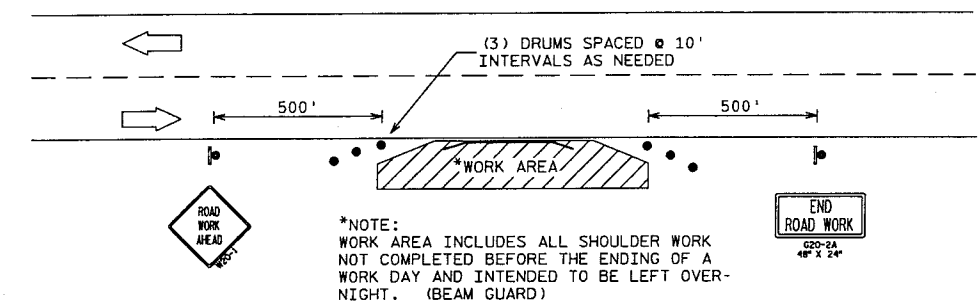 (3) DRUMS SPACED @ 10'
INTERVALS AS NEEDED
500'
500'
*WORK AREA
ROAD
WORK
AHEAD
W20-1
END
ROAD WORK
G20-2A
48" X 24"
*NOTE:
WORK AREA INCLUDES ALL SHOULDER WORK
NOT COMPLETED BEFORE THE ENDING OF A
WORK DAY AND INTENDED TO BE LEFT OVER-
NIGHT. (BEAM GUARD)